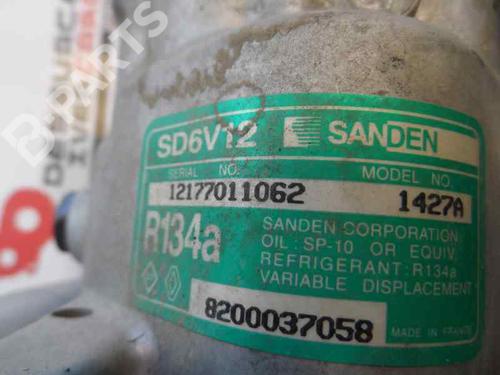 B-PARTS
SD6V12 SANDEN
SERIAL NO. MODEL NO.
12177011062 1427A
R134a
SANDEN CORPORATION
OIL: SP-10 OR EQUIV.
REFRIGERANT: R134a
VARIABLE DISPLACEMENT
8200037058
MADE IN FRANCE